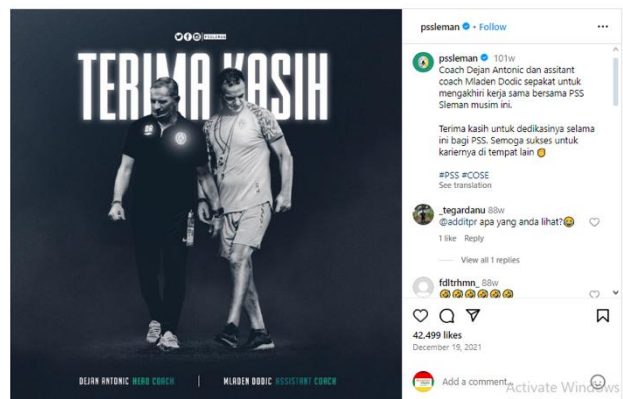 PSSLEMAN
TERIMA KASIH
DEJAN ANTONIC HEAD COACH | MLADEN DODIC ASSISTANT COACH
pssleman • Follow
pssleman 101w
Coach Dejan Antonic dan assitant
coach Mladen Dodic sepakat untuk
mengakhiri kerja sama bersama PSS
Sleman musim ini.
Terima kasih untuk dedikasinya selama
ini bagi PSS. Semoga sukses untuk
kariernya di tempat lain
#PSS #COSE
See translation
_tegardanu 88w
@additpr apa yang anda lihat?
1 like Reply
View all 1 replies
fdltrhmn_ 88w
42.499 likes
December 19, 2021
Add a comment...
Activate Windows